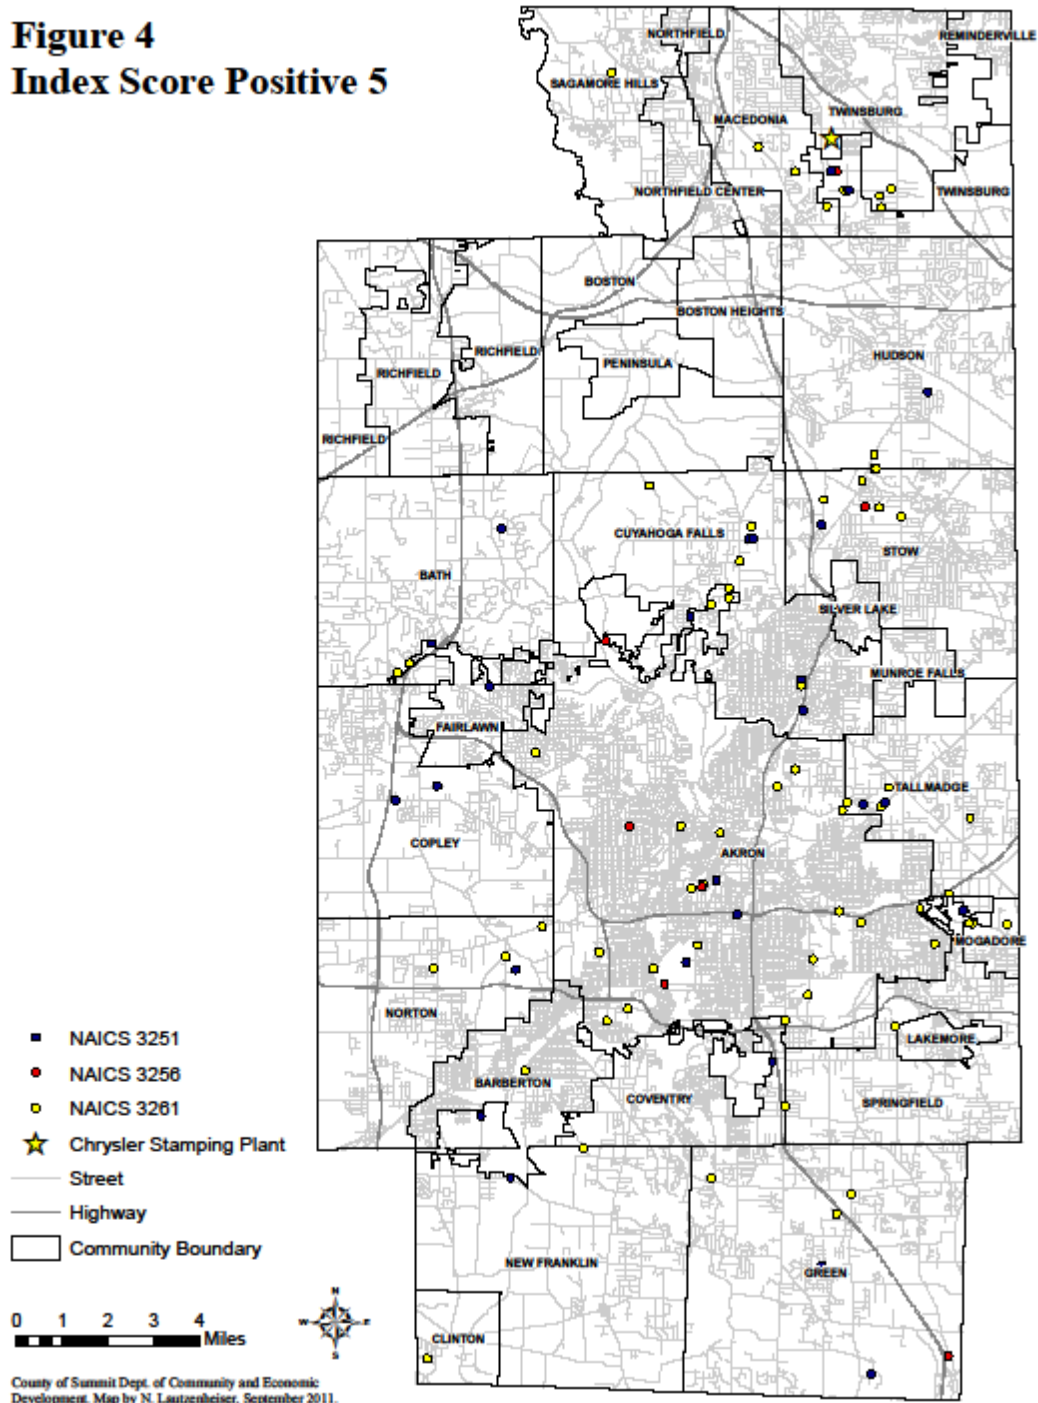 Figure 4
Index Score Positive 5
NORTHFIELD
REMINDERVILLE
SAGAMORE HILLS
TWINSBURG
MACEDONIA
NORTHFIELD CENTER
TWINSBURG
BOSTON
BOSTON HEIGHTS
RICHFIELD
HUDSON
PENINSULA
RICHFIELD
RICHFIELD
CUYAHOGA FALLS
STOW
BATH
SILVER LAKE
MUNROE FALLS
FAIRLAWN
TALLMADGE
COPLEY
AKRON
MOGADORE
NORTON
LAKEMORE
BARBERTON
COVENTRY
SPRINGFIELD
NEW FRANKLIN
GREEN
CLINTON
NAICS 3251
NAICS 3256
NAICS 3261
Chrysler Stamping Plant
Street
Highway
Community Boundary
N
W E
S
0 1 2 3 4
Miles
County of Summit Dept. of Community and Economic
Development. Map by N. Lautzenheiser, September 2011.